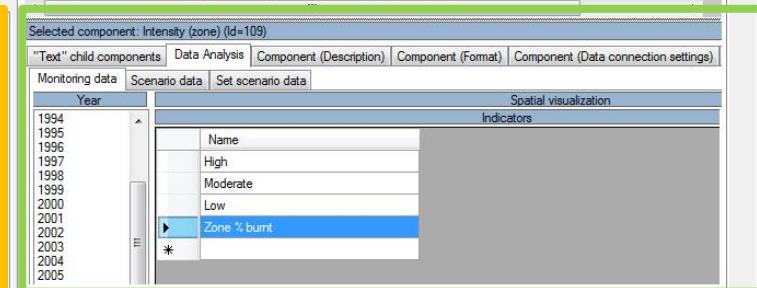 Selected component: Intensity (zone) (Id=109)
"Text" child components Data Analysis Component (Description) Component (Format) Component (Data connection settings)
Monitoring data Scenario data Set scenario data
Year Spatial visualization
Indicators
1994
1995
1996
1997
1998
1999
2000
2001
2002
2003
2004
2005
Name
High
Moderate
Low
Zone % burnt